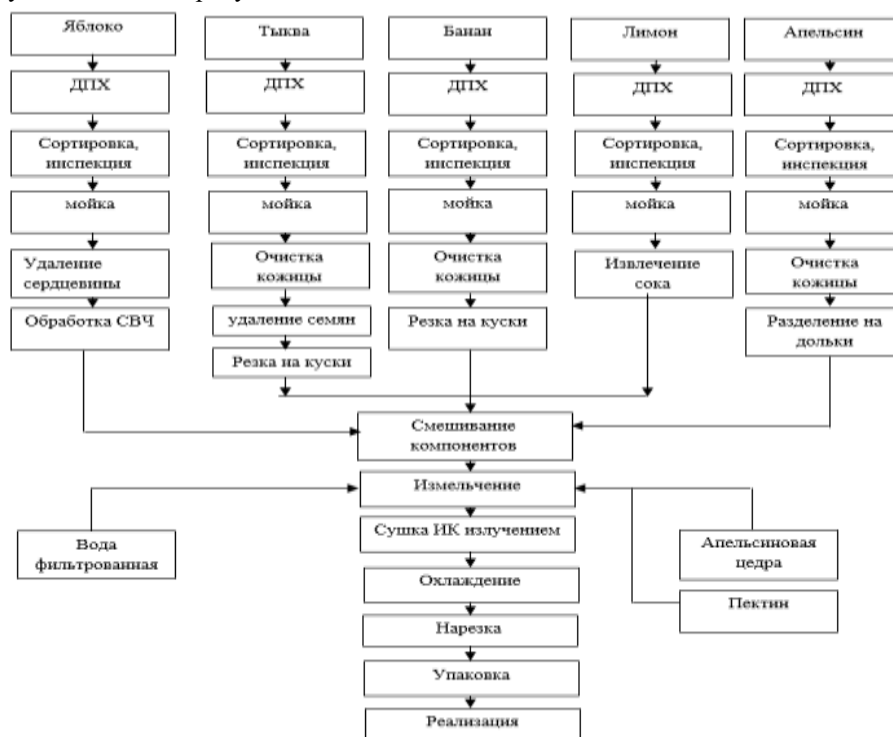 Яблоко
Тыква
Банан
Лимон
Апельсин
ДПХ
ДПХ
ДПХ
ДПХ
ДПХ
Сортировка,
инспекция
Сортировка,
инспекция
Сортировка,
инспекция
Сортировка,
инспекция
Сортировка,
инспекция
мойка
мойка
мойка
мойка
мойка
Удаление
сердцевины
Очистка
кожицы
Очистка
кожицы
Извлечение
сока
Очистка
кожицы
Обработка СВЧ
удаление семян
Резка на куски
Разделение на
дольки
Резка на куски
Смешивание
компонентов
Измельчение
Вода
фильтрованная
Сушка ИК излучением
Апельсиновая
цедра
Охлаждение
Пектин
Нарезка
Упаковка
Реализация